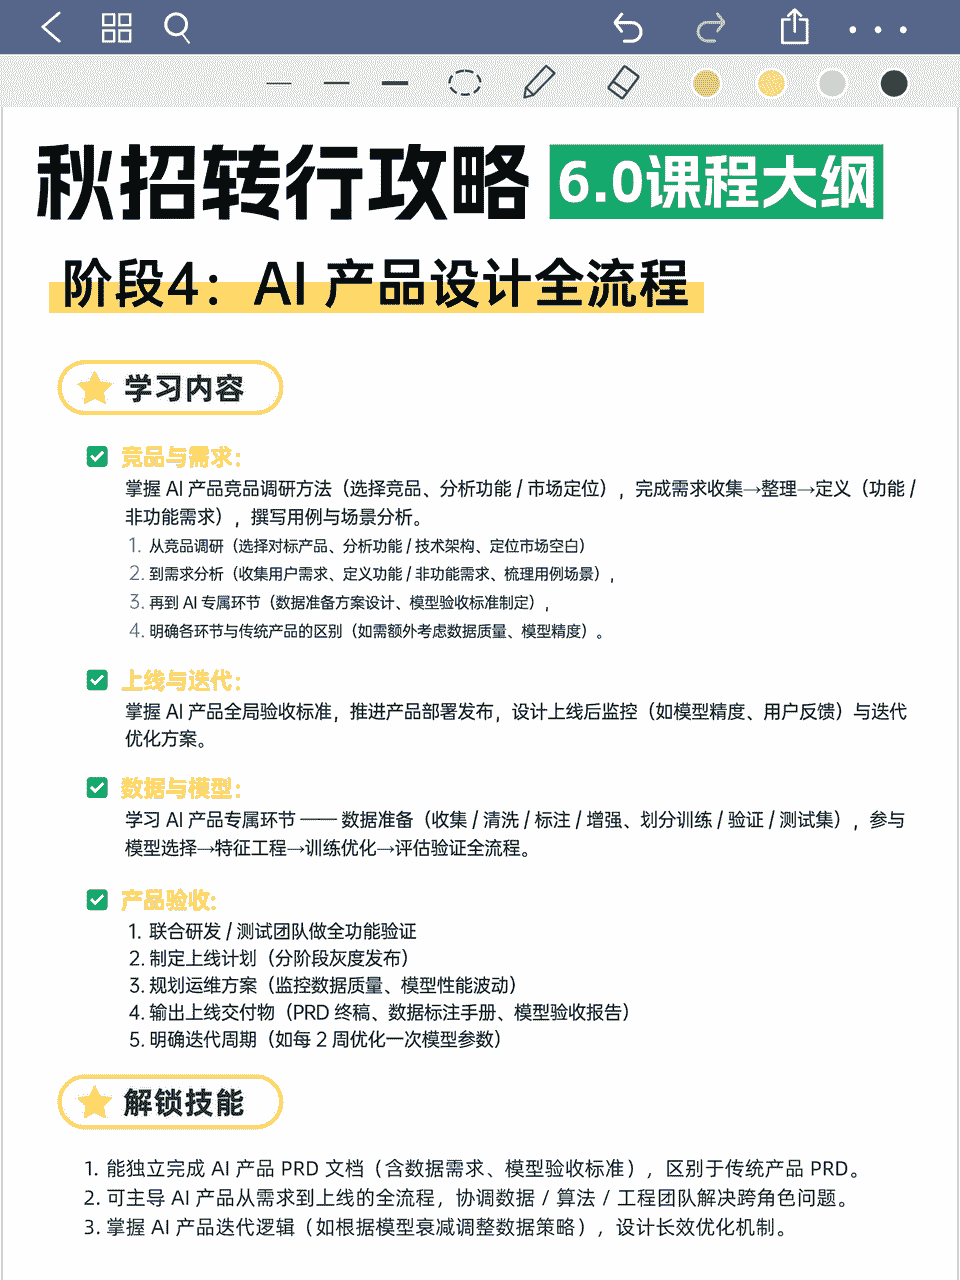 秋招转行攻略 6.0课程大纲
阶段4：AI 产品设计全流程
学习内容
竞品与需求：
掌握 AI 产品竞品调研方法（选择竞品、分析功能 / 市场定位），完成需求收集→整理→定义（功能 /
非功能需求），撰写用例与场景分析。
1. 从竞品调研（选择对标产品、分析功能 / 技术架构、定位市场空白）
2. 到需求分析（收集用户需求、定义功能 / 非功能需求、梳理用例场景），
3. 再到 AI 专属环节（数据准备方案设计、模型验收标准制定），
4. 明确各环节与传统产品的区别（如需额外考虑数据质量、模型精度）。
上线与迭代：
掌握 AI 产品全局验收标准，推进产品部署发布，设计上线后监控（如模型精度、用户反馈）与迭代
优化方案。
数据与模型：
学习 AI 产品专属环节 —— 数据准备（收集 / 清洗 / 标注 / 增强、划分训练 / 验证 / 测试集），参与
模型选择→特征工程→训练优化→评估验证全流程。
产品验收：
1. 联合研发 / 测试团队做全功能验证
2. 制定上线计划（分阶段灰度发布）
3. 规划运维方案（监控数据质量、模型性能波动）
4. 输出上线交付物（PRD 终稿、数据标注手册、模型验收报告）
5. 明确迭代周期（如每 2 周优化一次模型参数）
解锁技能
1. 能独立完成 AI 产品 PRD 文档（含数据需求、模型验收标准），区别于传统产品 PRD。
2. 可主导 AI 产品从需求到上线的全流程，协调数据 / 算法 / 工程团队解决跨角色问题。
3. 掌握 AI 产品迭代逻辑（如根据模型衰减调整数据策略），设计长效优化机制。